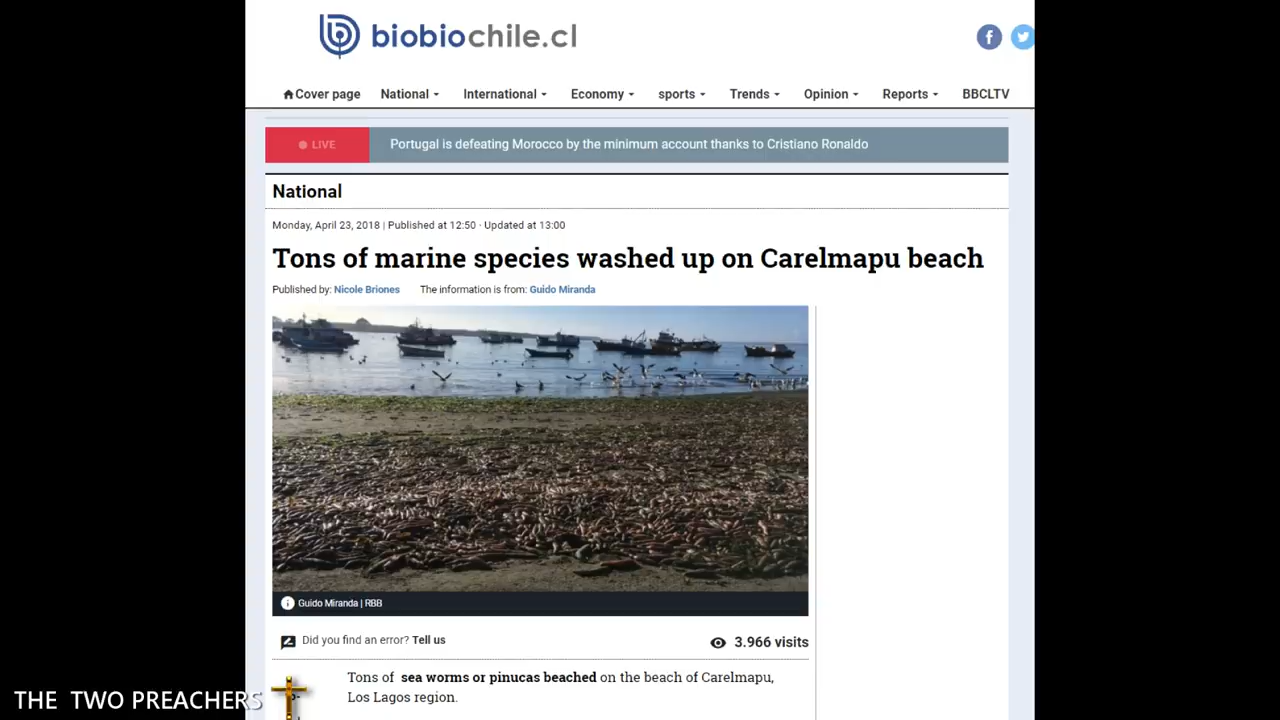 biobiochile.cl
Cover page National International Economy sports Trends Opinion Reports BBCLTV
LIVE Portugal is defeating Morocco by the minimum account thanks to Cristiano Ronaldo
National
Monday, April 23, 2018 | Published at 12:50 · Updated at 13:00
Tons of marine species washed up on Carelmapu beach
Published by: Nicole Briones The information is from: Guido Miranda
Guido Miranda | RBB
Did you find an error? Tell us 3.966 visits
Tons of sea worms or pinucas beached on the beach of Carelmapu,
Los Lagos region.
THE TWO PREACHERS